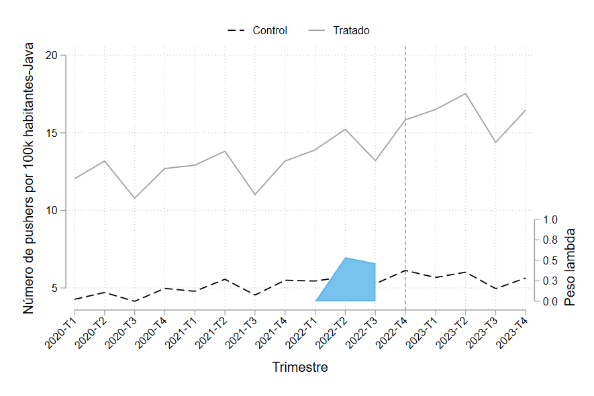 Control Tratado
Número de pushers por 100k habitantes-Java
20
15
10
5
1.0
0.8
0.5
0.3
0.0
Peso lambda
2020-T1 2020-T2 2020-T3 2020-T4 2021-T1 2021-T2 2021-T3 2021-T4 2022-T1 2022-T2 2022-T3 2022-T4 2023-T1 2023-T2 2023-T3 2023-T4
Trimestre